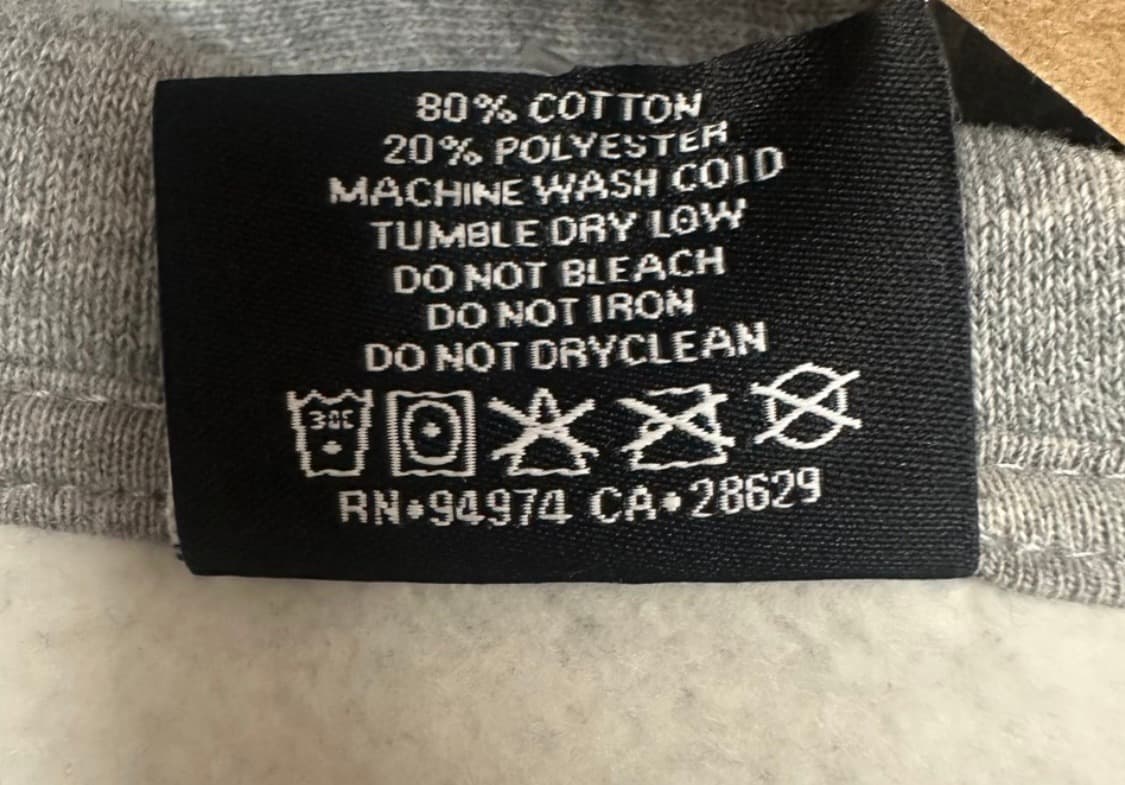 80% COTTON
20% POLYESTER
MACHINE WASH COLD
TUMBLE DRY LOW
DO NOT BLEACH
DO NOT IRON
DO NOT DRYCLEAN
30C
RN•94974 CA•28629